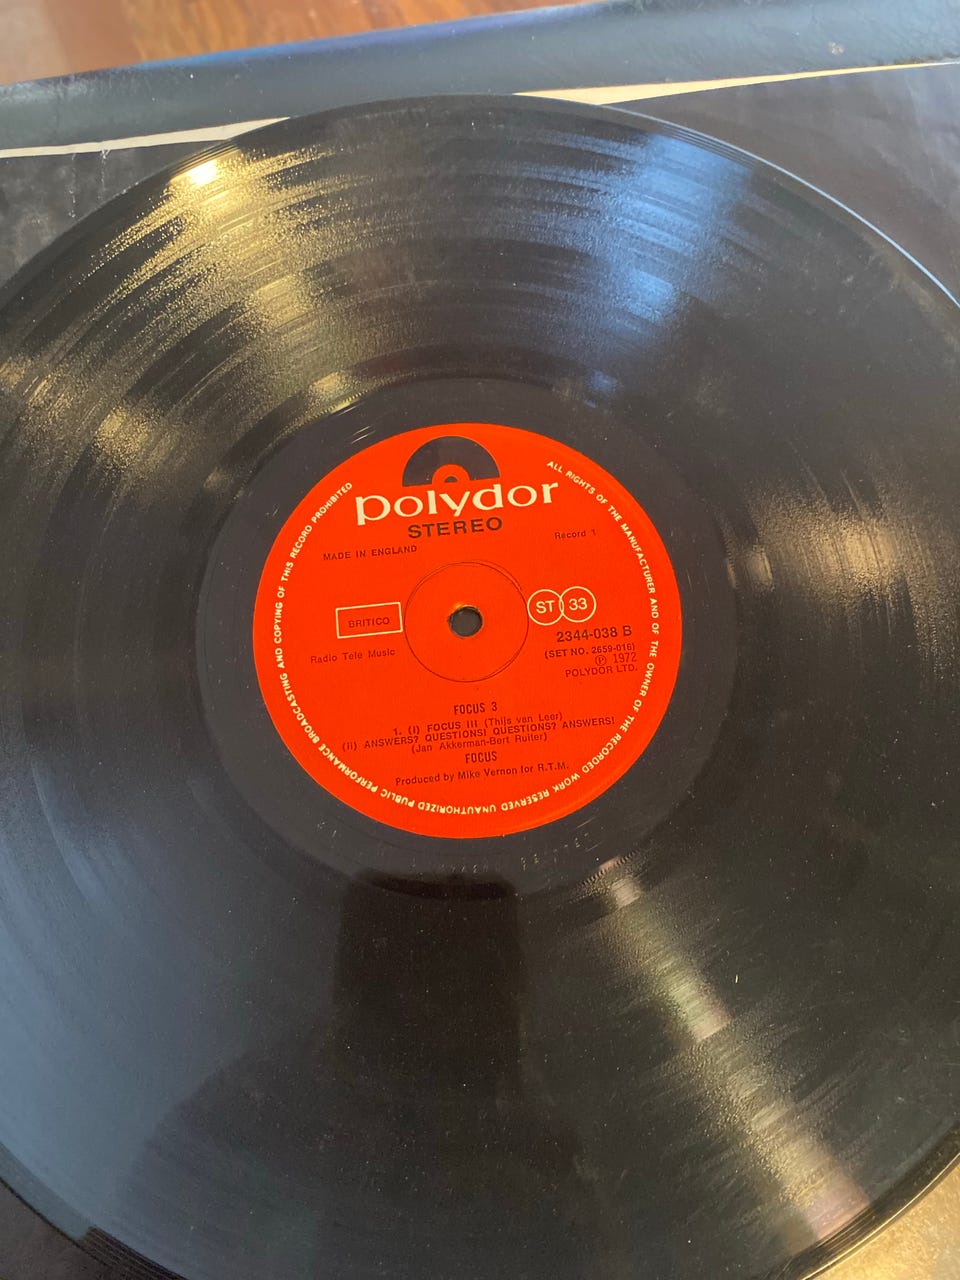 polydor
STEREO
MADE IN ENGLAND
Record 1
BRITICO
ST 33
Radio Tele Music
2344-038 B
(SET NO. 2659-016)
Ⓟ 1972
POLYDOR LTD.
FOCUS 3
1. (i) FOCUS III (Thijs van Leer)
(ii) ANSWERS? QUESTIONS! QUESTIONS? ANSWERS!
(Jan Akkerman-Bert Ruiter)
FOCUS
Produced by Mike Vernon for R.T.M.
ALL RIGHTS OF THE MANUFACTURER AND OF THE OWNER OF THE RECORDED WORK RESERVED UNAUTHORIZED PUBLIC PERFORMANCE BROADCASTING AND COPYING OF THIS RECORD PROHIBITED